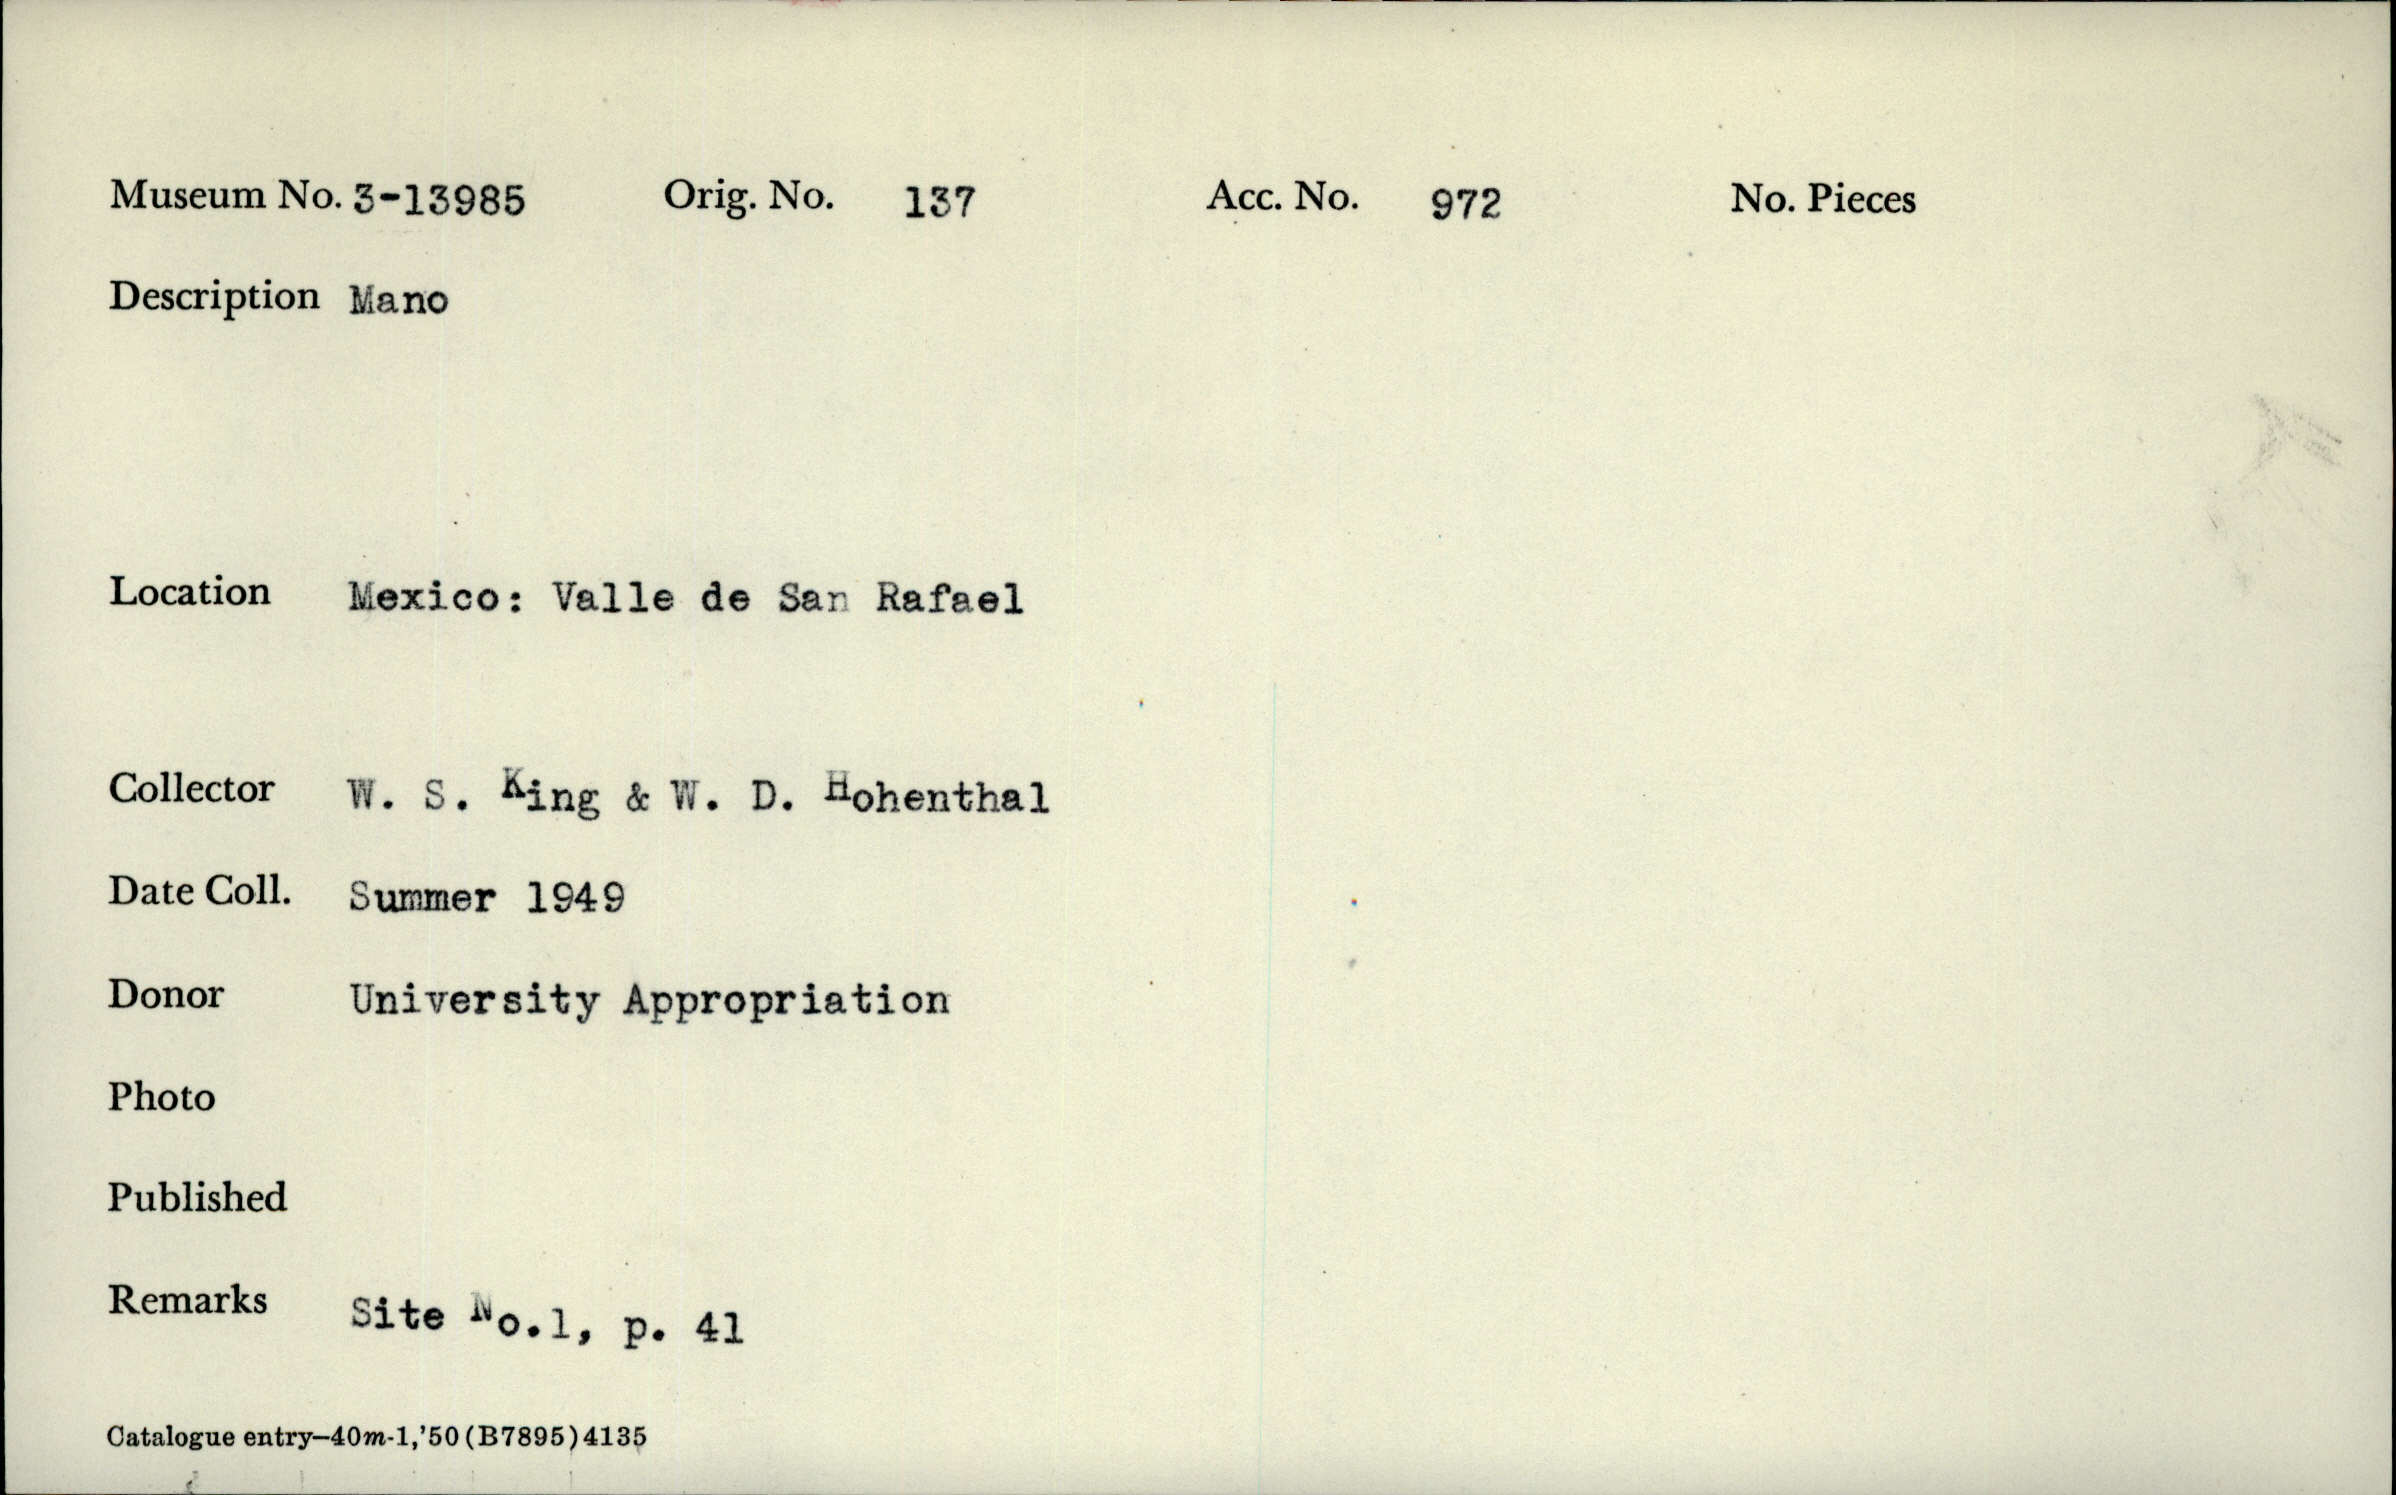 Museum No. 3-13985 Orig. No. 137 Acc. No. 972 No. Pieces
Description Mano
Location Mexico: Valle de San Rafael
Collector W. S. King & W. D. Hohenthal
Date Coll. Summer 1949
Donor University Appropriation
Photo
Published
Remarks Site No.1, p. 41
Catalogue entry—40m-1,'50(B7895)4135